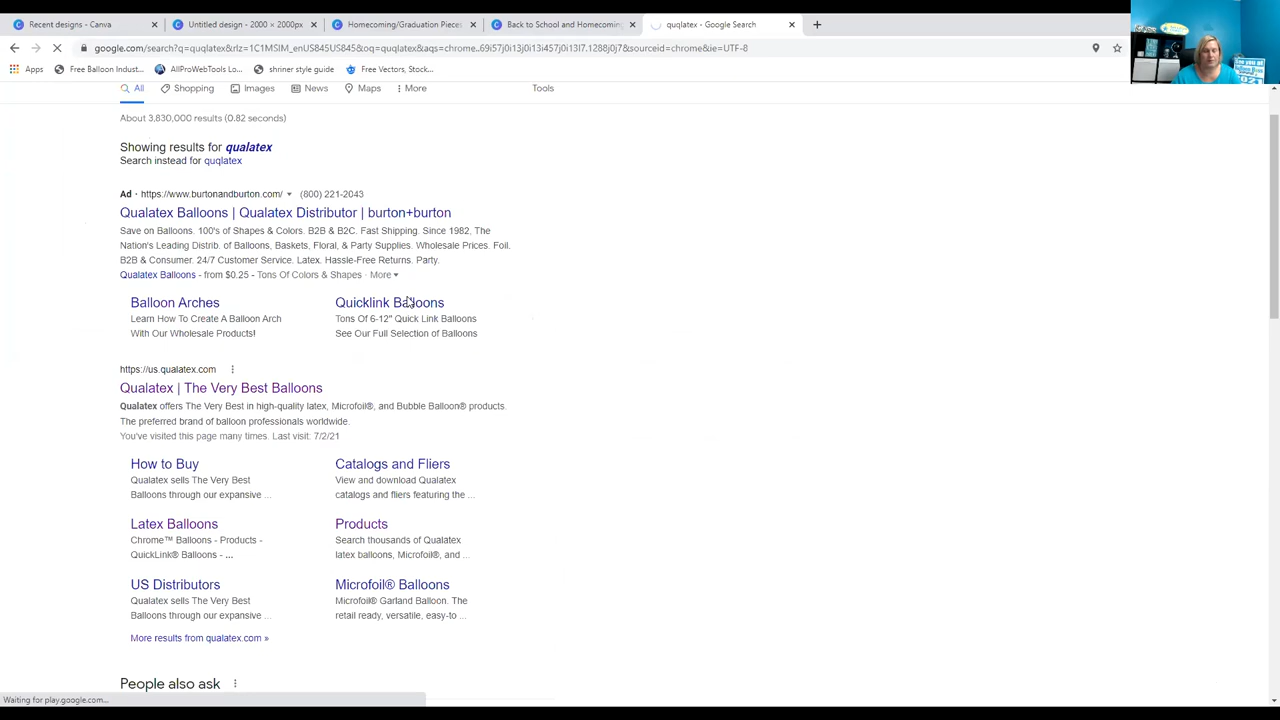 Recent designs - Canva
Untitled design - 2000 × 2000px
Homecoming/Graduation Pieces
Back to School and Homecoming
quqlatex - Google Search
google.com/search?q=quqlatex&rlz=1C1MSIM_enUS845US845&oq=quqlatex&aqs=chrome..69i57j0i13j0i13i457j0i13l7.1288j0j7&sourceid=chrome&ie=UTF-8
Apps
Free Balloon Indust...
AllProWebTools Lo...
shriner style guide
Free Vectors, Stock...
All
Shopping
Images
News
Maps
More
Tools
About 3,830,000 results (0.82 seconds)
Showing results for qualatex
Search instead for quqlatex
Ad · https://www.burtonandburton.com/ (800) 221-2043
Qualatex Balloons | Qualatex Distributor | burton+burton
Save on Balloons. 100's of Shapes & Colors. B2B & B2C. Fast Shipping. Since 1982, The
Nation's Leading Distrib. of Balloons, Baskets, Floral, & Party Supplies. Wholesale Prices. Foil.
B2B & Consumer. 24/7 Customer Service. Latex. Hassle-Free Returns. Party.
Qualatex Balloons - from $0.25 - Tons Of Colors & Shapes · More
Balloon Arches
Learn How To Create A Balloon Arch
With Our Wholesale Products!
Quicklink Balloons
Tons Of 6-12" Quick Link Balloons
See Our Full Selection of Balloons
https://us.qualatex.com
Qualatex | The Very Best Balloons
Qualatex offers The Very Best in high-quality latex, Microfoil®, and Bubble Balloon® products.
The preferred brand of balloon professionals worldwide.
You've visited this page many times. Last visit: 7/2/21
How to Buy
Qualatex sells The Very Best
Balloons through our expansive ...
Catalogs and Fliers
View and download Qualatex
catalogs and fliers featuring the ...
Latex Balloons
Chrome™ Balloons - Products -
QuickLink® Balloons - ...
Products
Search thousands of Qualatex
latex balloons, Microfoil®, and ...
US Distributors
Qualatex sells The Very Best
Balloons through our expansive ...
Microfoil® Balloons
Microfoil® Garland Balloon. The
retail ready, versatile, easy-to ...
More results from qualatex.com »
People also ask
Waiting for play.google.com...